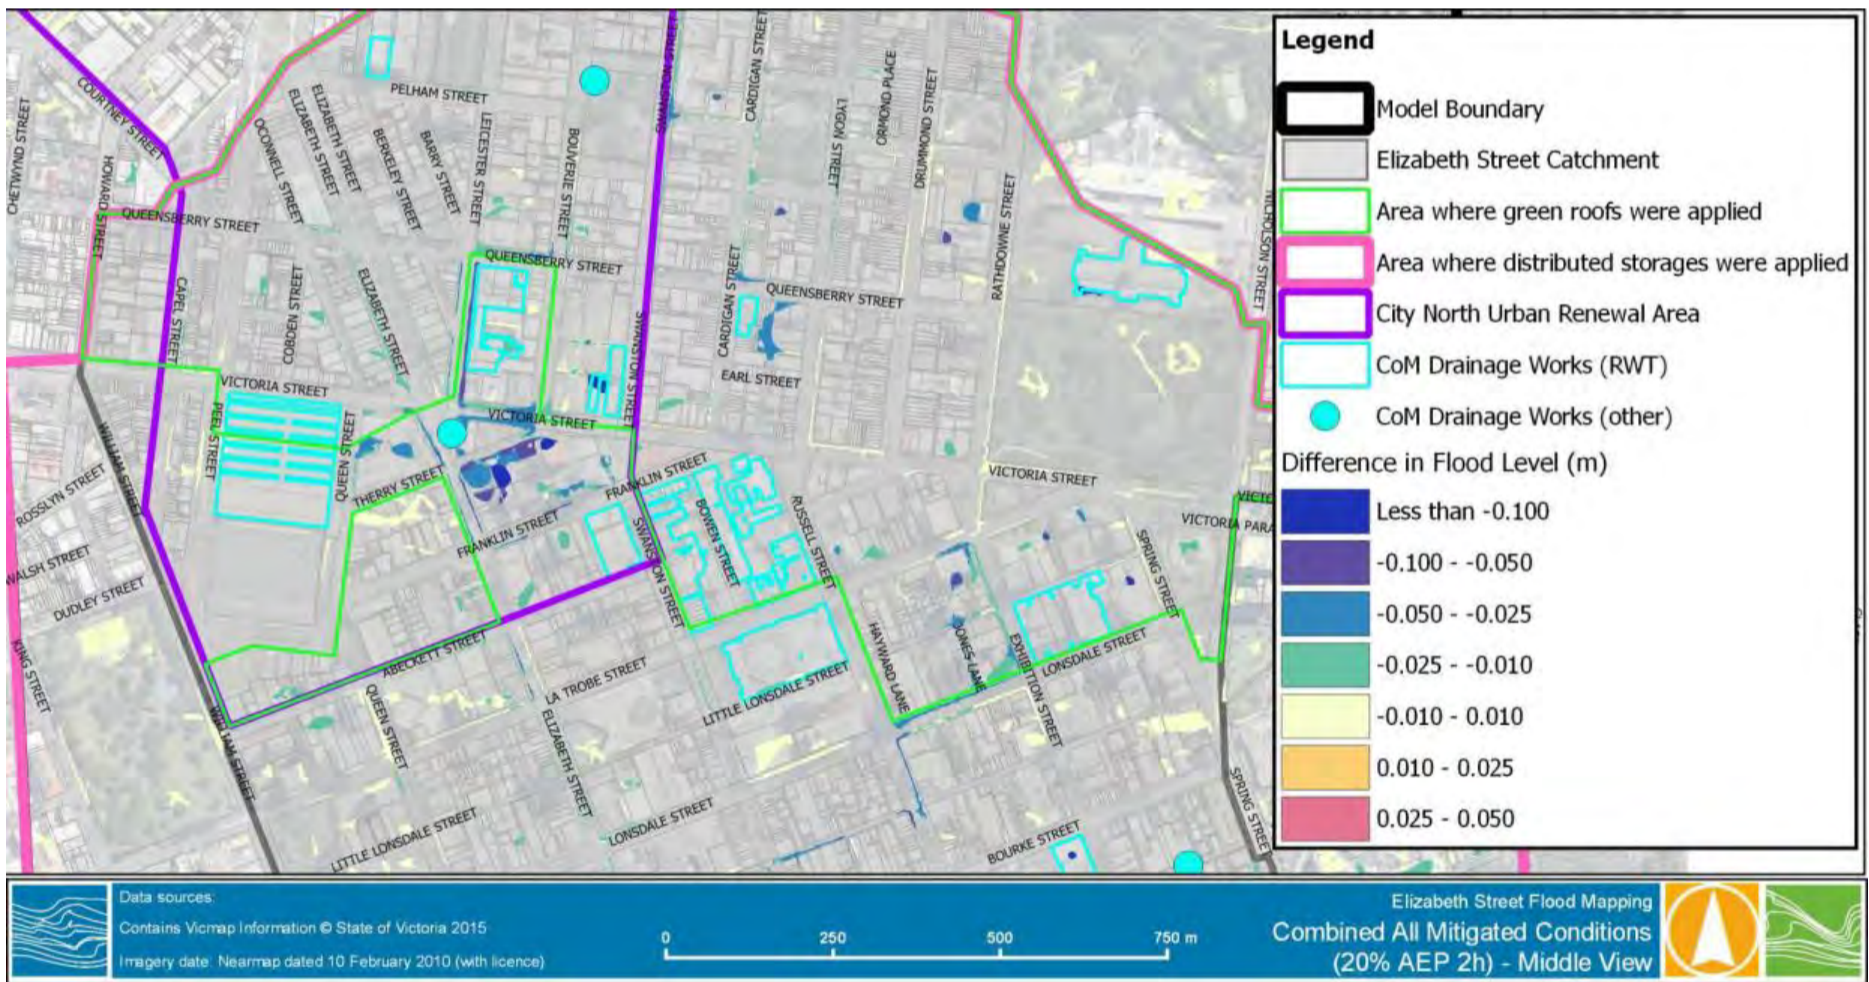 COURTNEY STREET
CHETWYND STREET
HOWARD STREET
PELHAM STREET
ELIZABETH STREET
ELIZABETH STREET
OCONNELL STREET
BERKELEY STREET
BARRY STREET
LEICESTER STREET
BOUVERIE STREET
SWANSTON STREET
CARDIGAN STREET
LYGON STREET
ORMOND PLACE
DRUMMOND STREET
RATHDOWNE STREET
NICHOLSON STREET
QUEENSBERRY STREET
CAPEL STREET
COBDEN STREET
ELIZABETH STREET
QUEENSBERRY STREET
SWANSTON STREET
CARDIGAN STREET
QUEENSBERRY STREET
EARL STREET
VICTORIA STREET
VICTORIA STREET
PEEL STREET
QUEEN STREET
WILLIAM STREET
ROSSLYN STREET
WALSH STREET
DUDLEY STREET
KING STREET
THERRY STREET
FRANKLIN STREET
FRANKLIN STREET
SWANSTON STREET
BOWEN STREET
RUSSELL STREET
VICTORIA STREET
VICTO
VICTORIA PARA
SPRING STREET
ABECKETT STREET
LA TROBE STREET
LITTLE LONSDALE STREET
HAYWARD LANE
JONES LANE
EXHIBITION STREET
LONSDALE STREET
WILLIAM STREET
QUEEN STREET
ELIZABETH STREET
LITTLE LONSDALE STREET
LONSDALE STREET
BOURKE STREET
SPRING STREET
Legend
Model Boundary
Elizabeth Street Catchment
Area where green roofs were applied
Area where distributed storages were applied
City North Urban Renewal Area
CoM Drainage Works (RWT)
CoM Drainage Works (other)
Difference in Flood Level (m)
Less than -0.100
-0.100 - -0.050
-0.050 - -0.025
-0.025 - -0.010
-0.010 - 0.010
0.010 - 0.025
0.025 - 0.050
Data sources:
Contains Vicmap Information © State of Victoria 2015
Imagery date: Nearmap dated 10 February 2010 (with licence)
0 250 500 750 m
Elizabeth Street Flood Mapping
Combined All Mitigated Conditions
(20% AEP 2h) - Middle View